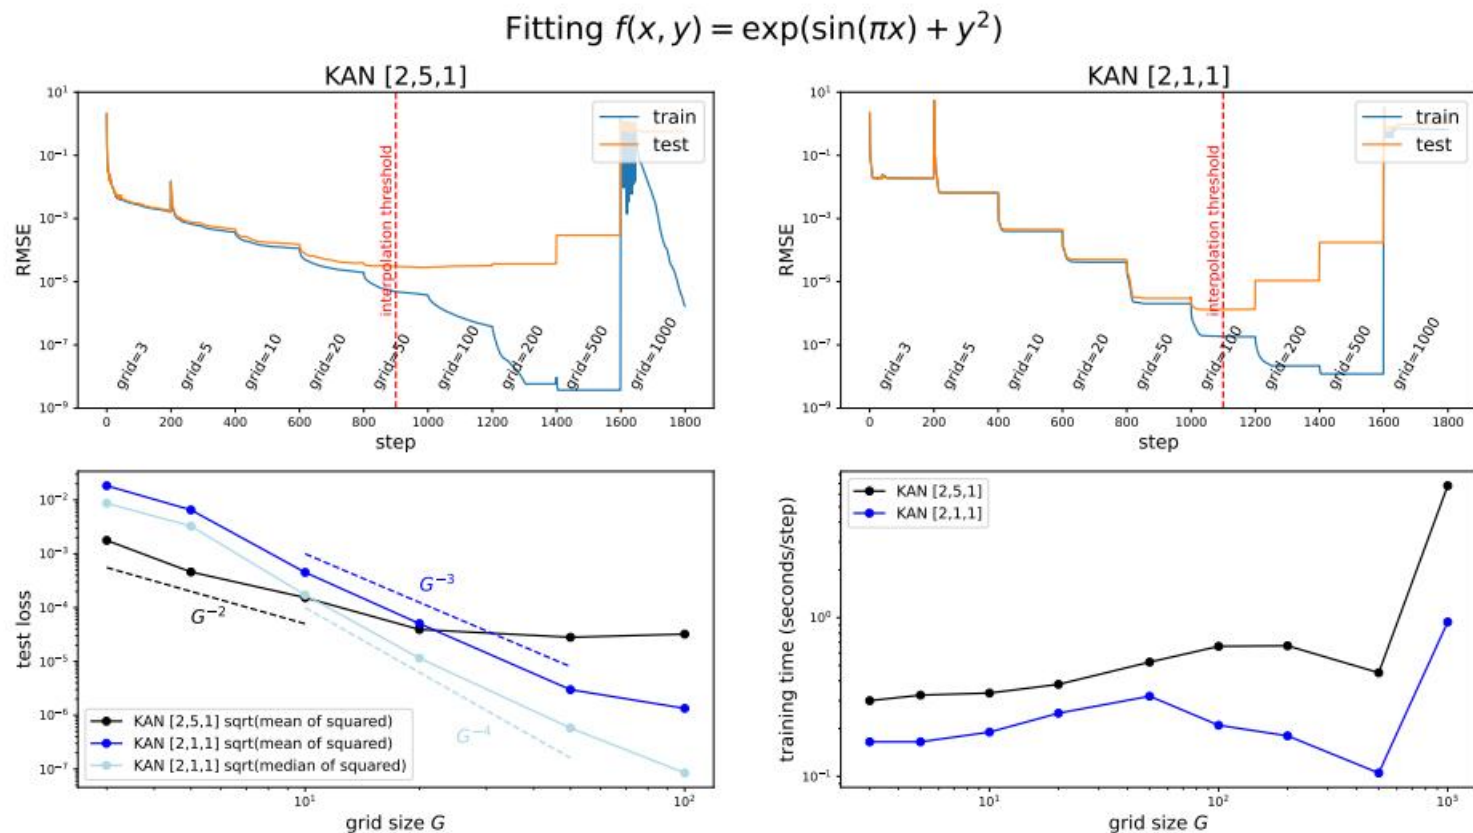 Fitting f(x, y) = exp(sin(πx) + y²)
KAN [2,5,1]
10¹
10⁻¹
10⁻³
10⁻⁵
10⁻⁷
10⁻⁹
RMSE
train
test
interpolation threshold
grid=3
grid=5
grid=10
grid=20
grid=50
grid=100
grid=200
grid=500
grid=1000
0 200 400 600 800 1000 1200 1400 1600 1800
step
KAN [2,1,1]
10¹
10⁻¹
10⁻³
10⁻⁵
10⁻⁷
10⁻⁹
RMSE
train
test
interpolation threshold
grid=3
grid=5
grid=10
grid=20
grid=50
grid=100
grid=200
grid=500
grid=1000
0 200 400 600 800 1000 1200 1400 1600 1800
step
10⁻²
10⁻³
10⁻⁴
10⁻⁵
10⁻⁶
10⁻⁷
test loss
G⁻²
G⁻³
G⁻⁴
KAN [2,5,1] sqrt(mean of squared)
KAN [2,1,1] sqrt(mean of squared)
KAN [2,1,1] sqrt(median of squared)
10¹ 10²
grid size G
KAN [2,5,1]
KAN [2,1,1]
10⁰
10⁻¹
training time (seconds/step)
10¹ 10² 10³
grid size G